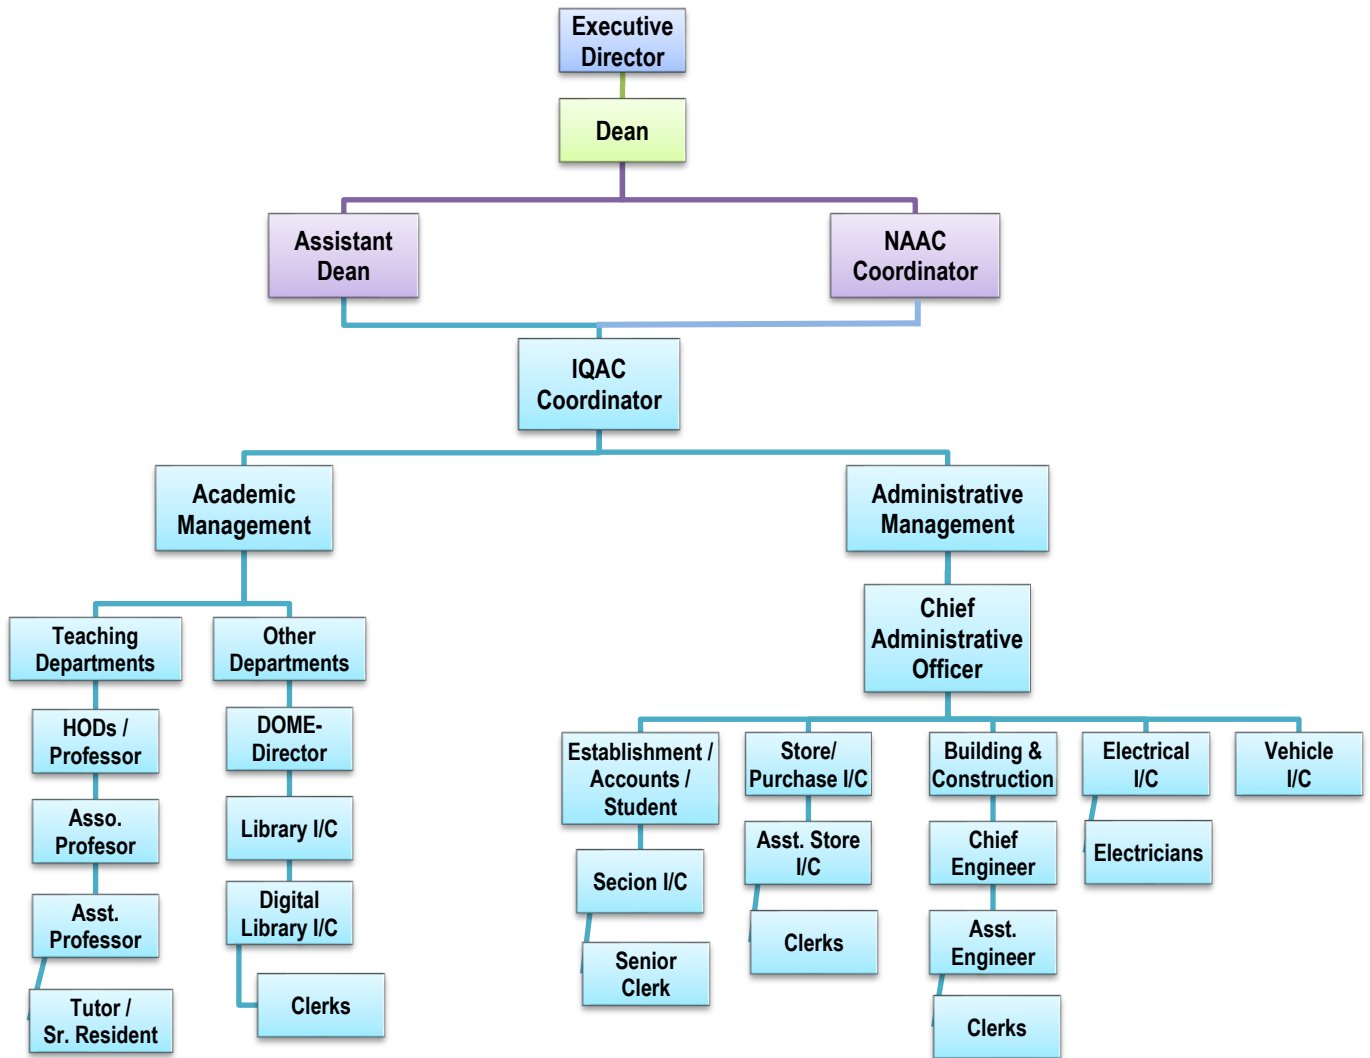 Executive
Director
Dean
Assistant
Dean
NAAC
Coordinator
IQAC
Coordinator
Academic
Management
Administrative
Management
Chief
Administrative
Officer
Teaching
Departments
Other
Departments
HODs /
Professor
DOME-
Director
Establishment /
Accounts /
Student
Store/
Purchase I/C
Building &
Construction
Electrical
I/C
Vehicle
I/C
Asso.
Profesor
Library I/C
Secion I/C
Asst. Store
I/C
Chief
Engineer
Electricians
Asst.
Professor
Digital
Library I/C
Senior
Clerk
Clerks
Asst.
Engineer
Tutor /
Sr. Resident
Clerks
Clerks